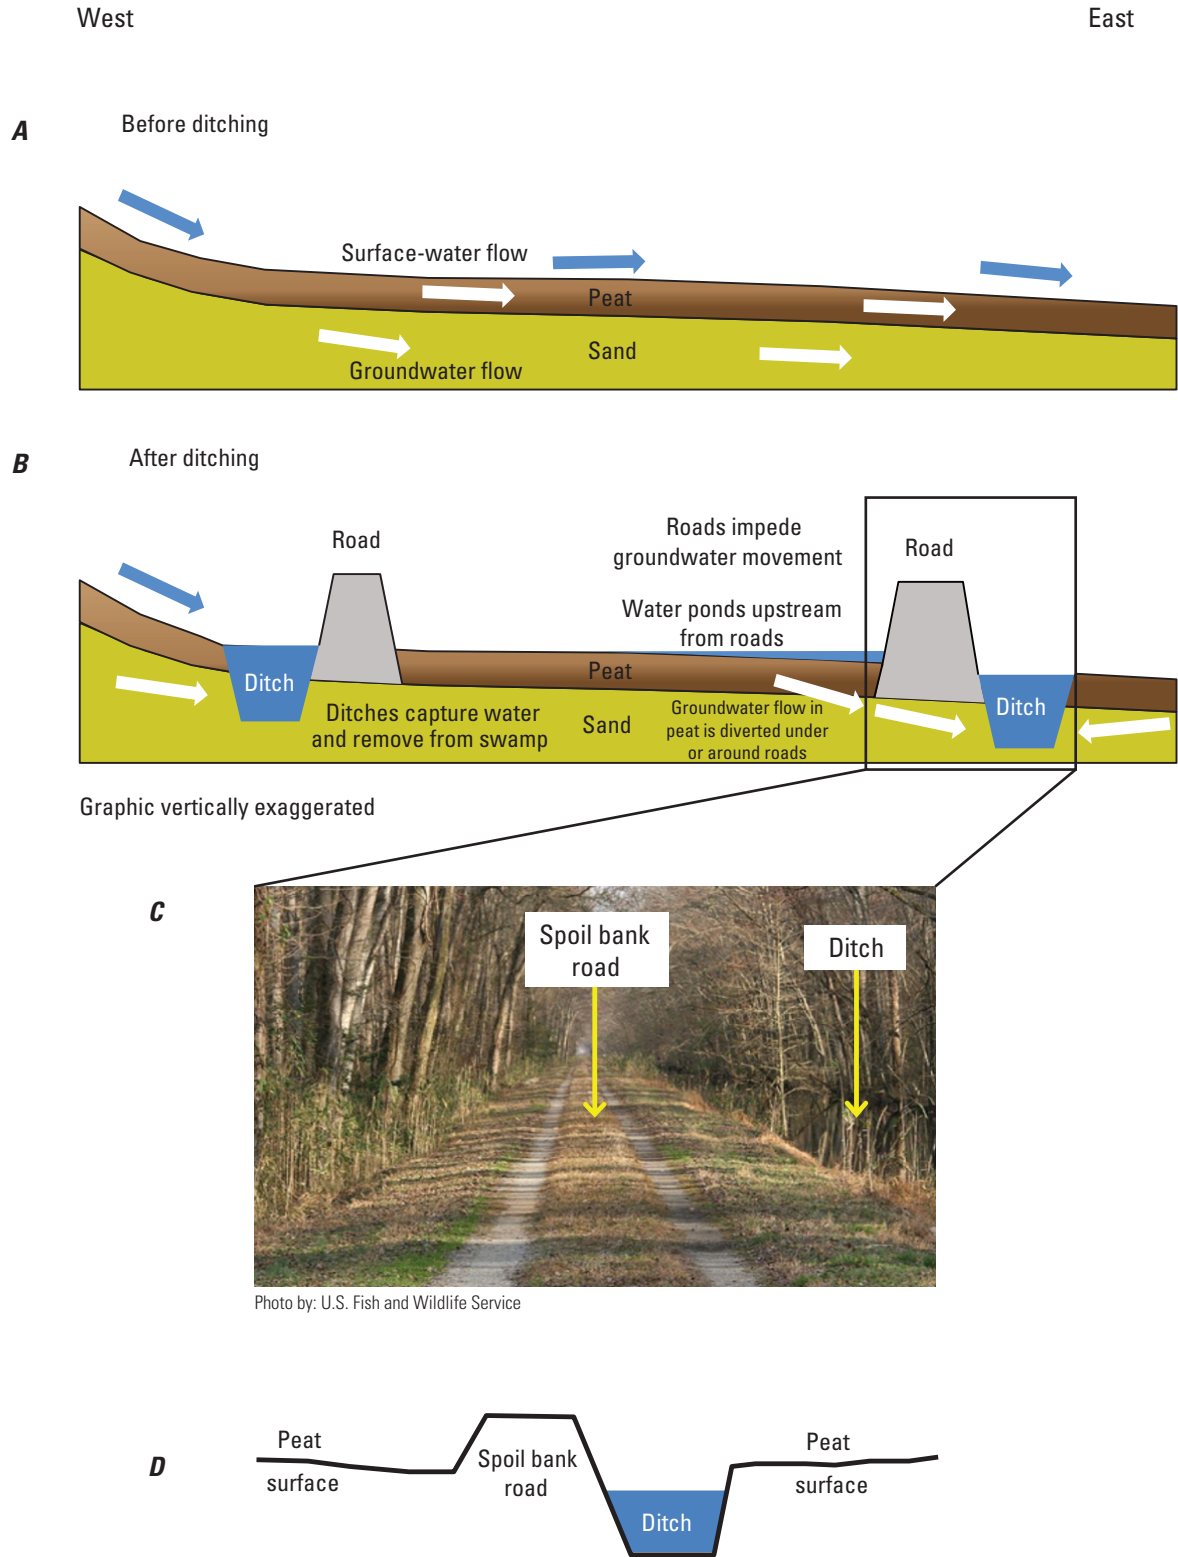 West
East
A
Before ditching
Surface-water flow
Peat
Sand
Groundwater flow
B
After ditching
Road
Roads impede
groundwater movement
Road
Water ponds upstream
from roads
Peat
Ditch
Ditches capture water
and remove from swamp
Sand
Groundwater flow in
peat is diverted under
or around roads
Ditch
Graphic vertically exaggerated
C
Spoil bank
road
Ditch
Photo by: U.S. Fish and Wildlife Service
D
Peat
surface
Spoil bank
road
Ditch
Peat
surface